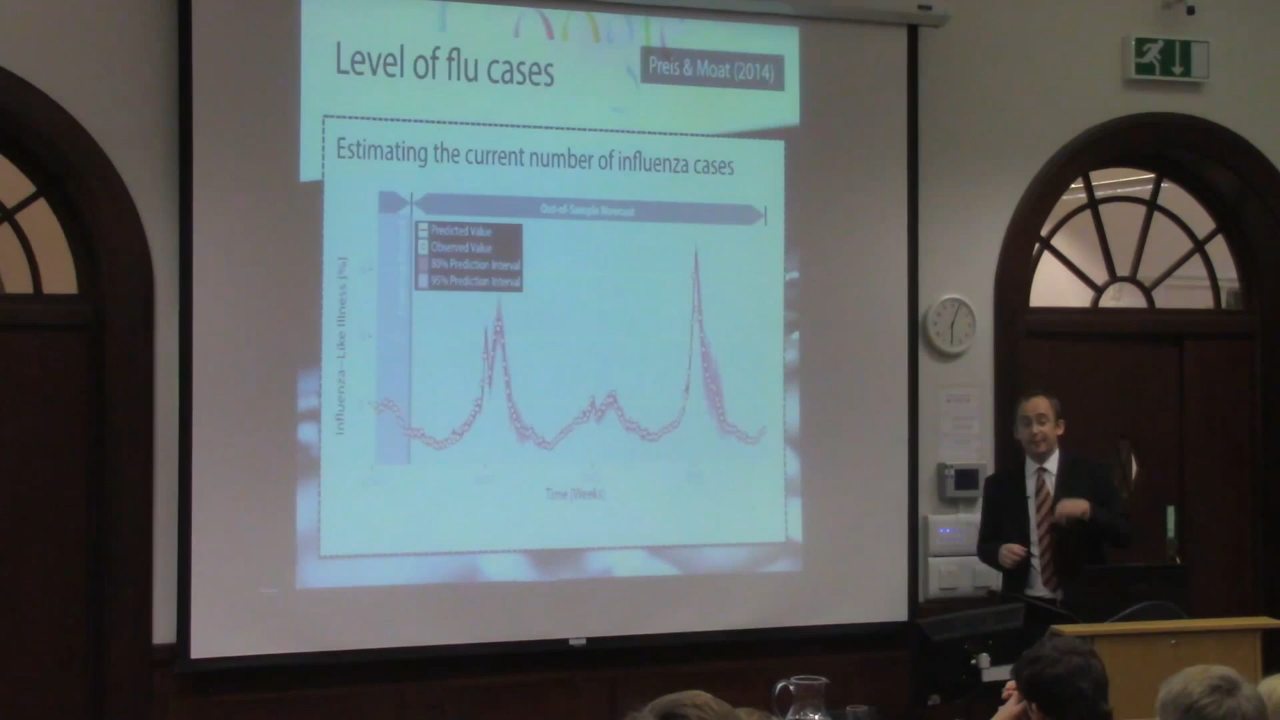 Level of flu cases
Preis & Moat (2014)
Estimating the current number of influenza cases
Out-of-Sample Nowcast
Predicted Value
Observed Value
80% Prediction Interval
95% Prediction Interval
Influenza-Like Illness (%)
Time (Weeks)